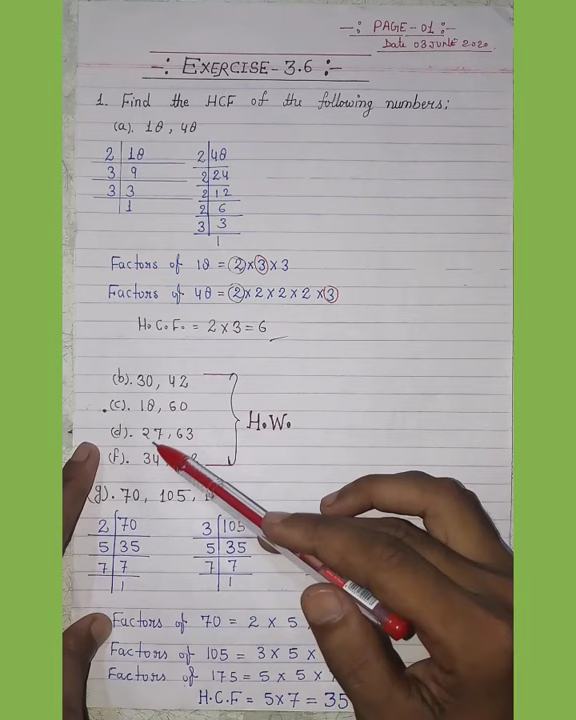 -: PAGE-01 :-
Date 03 JUNE 2020
-: EXERCISE-3.6 :-
1. Find the HCF of the following numbers:
(a). 18, 48
2 | 18
3 | 9
3 | 3
1
2 | 48
2 | 24
2 | 12
2 | 6
3 | 3
1
Factors of 18 = 2 x 3 x 3
Factors of 48 = 2 x 2 x 2 x 2 x 3
H.C.F. = 2 x 3 = 6
(b). 30, 42
(c). 18, 60
(d). 27, 63
(f). 34
H.W.
(g). 70, 105,
2 | 70
5 | 35
7 | 7
1
3 | 105
5 | 35
7 | 7
1
Factors of 70 = 2 x 5
Factors of 105 = 3 x 5 x
Factors of 175 = 5 x 5 x
H.C.F = 5x7 = 35